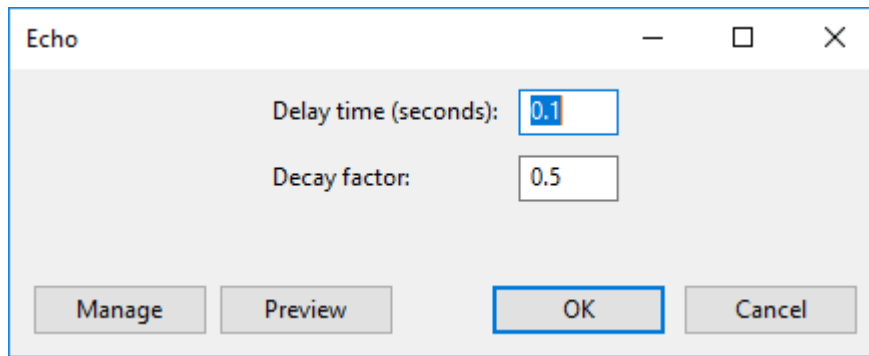 Echo
Delay time (seconds): 0.1
Decay factor: 0.5
Manage Preview OK Cancel